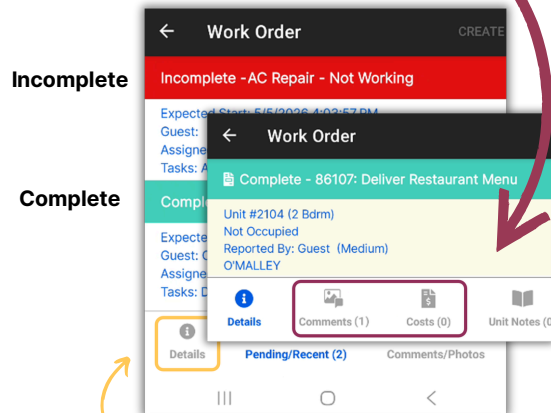 Work Order
CREATE
Incomplete
Incomplete -AC Repair - Not Working
Expected Start: 5/5/2026 4:03:57 PM
Guest:
Assigne
Tasks: A
Work Order
Complete - 86107: Deliver Restaurant Menu
Complete
Comple
Unit #2104 (2 Bdrm)
Not Occupied
Reported By: Guest (Medium)
O'MALLEY
Expecte
Guest: C
Assigne
Tasks: D
Details
Comments (1)
Costs (0)
Unit Notes (0
Details
Pending/Recent (2)
Comments/Photos